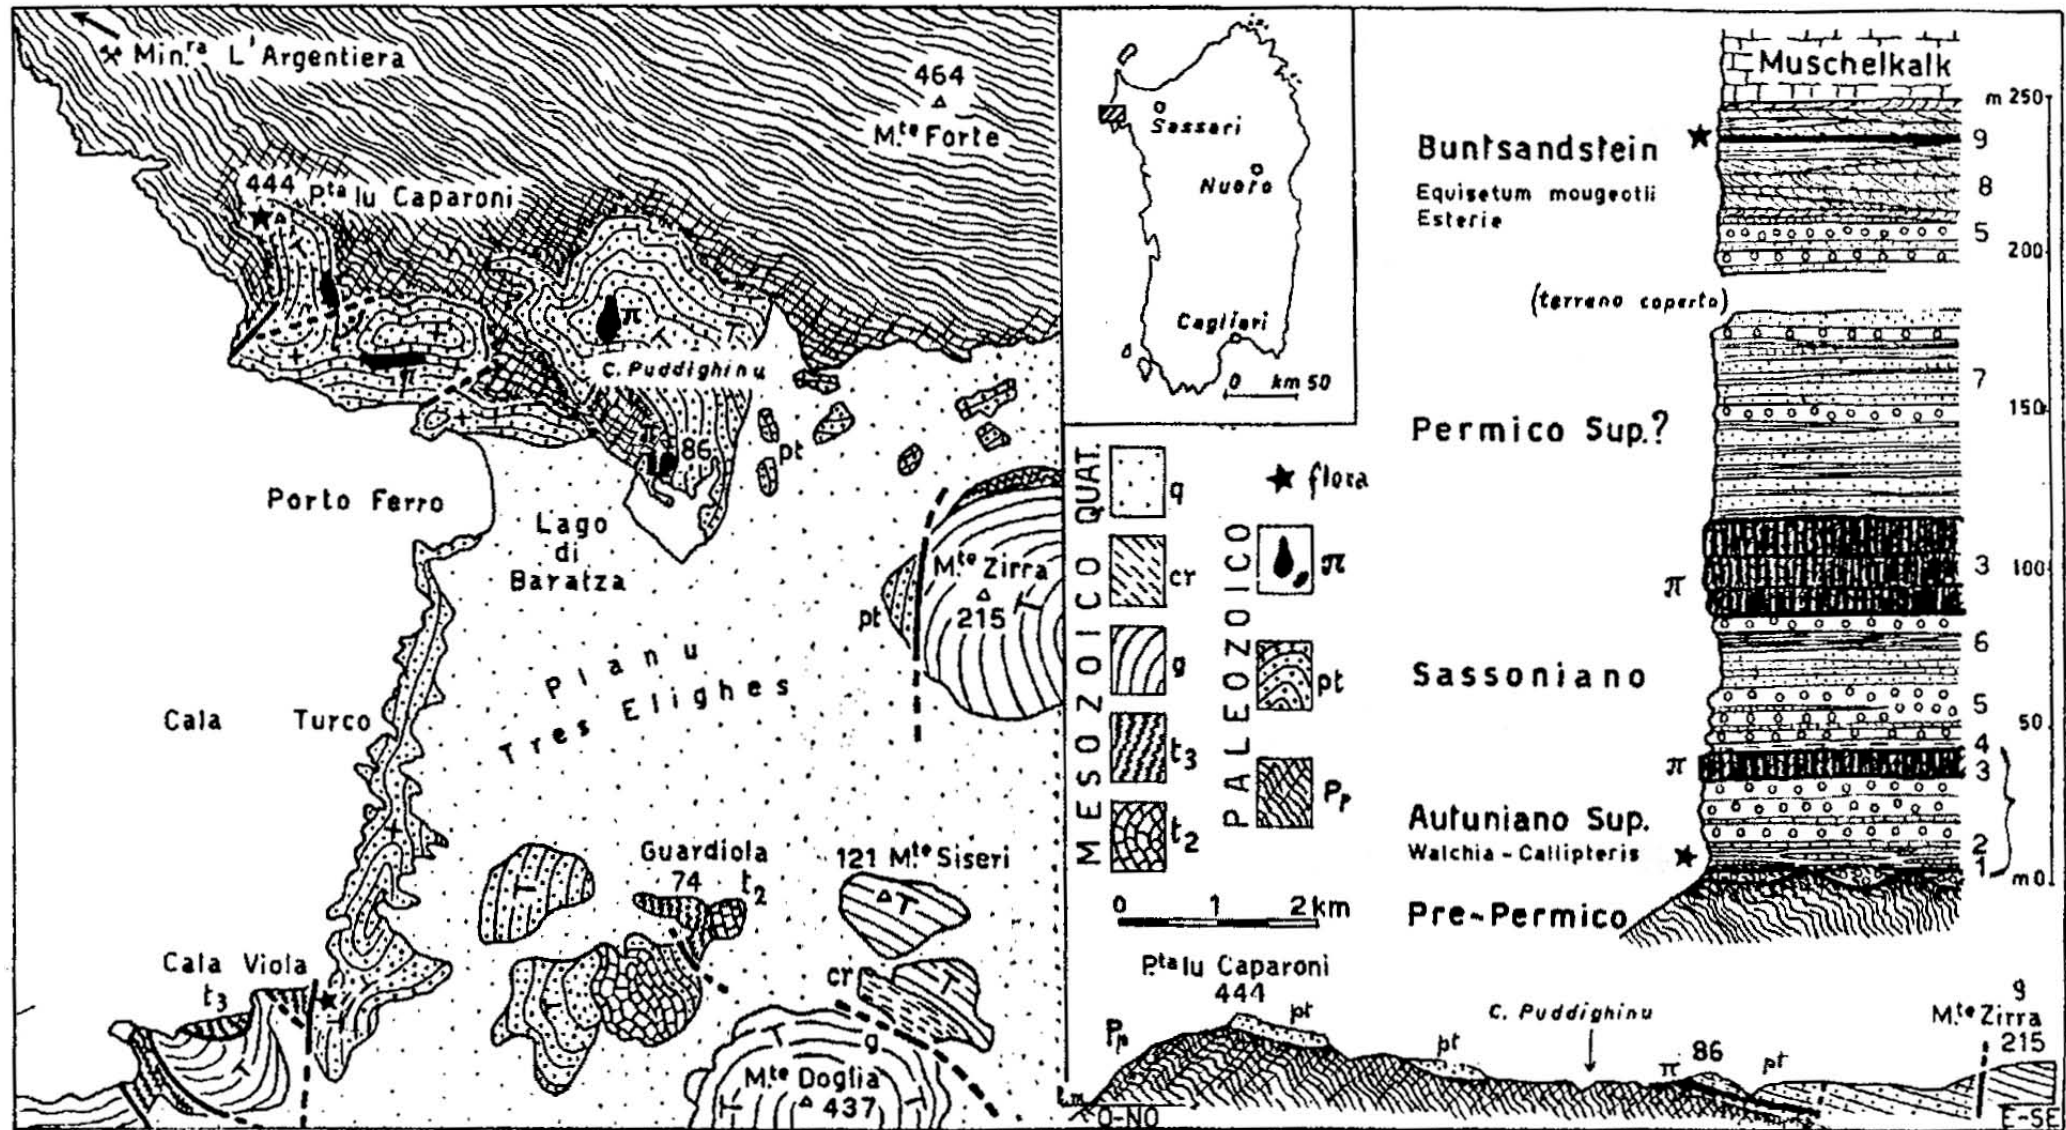 Min.ra L'Argentiera
464
M.te Forte
444 P.ta lu Caparoni
π
C. Puddighinu
π
π
86
pt
Porto Ferro
Lago
di
Baratza
M.te Zirra
215
pt
Planu
Tres Elighes
Cala Turco
Guardiola
74
t2
121 M.te Siseri
Cala Viola
t3
cr
g
M.te Doglia
437
Sassari
Nuoro
Cagliari
0 km 50
QUAT.
MESOZOICO
PALEOZOICO
q
cr
g
t3
t2
flora
π
pt
Pp
0 1 2 km
Muschelkalk
m 250
Buntsandstein
Equisetum mougeotii
Esterie
9
8
5
200
(terreno coperto)
7
150
Permico Sup.?
3
100
π
6
Sassoniano
5
50
4
π
3
Autuniano Sup.
Walchia-Callipteris
2
1
m 0
Pre-Permico
P.ta lu Caparoni
444
Pp
pt
pt
C. Puddighinu
π
86
pt
g
M.te Zirra
215
l.m.
O-NO
E-SE